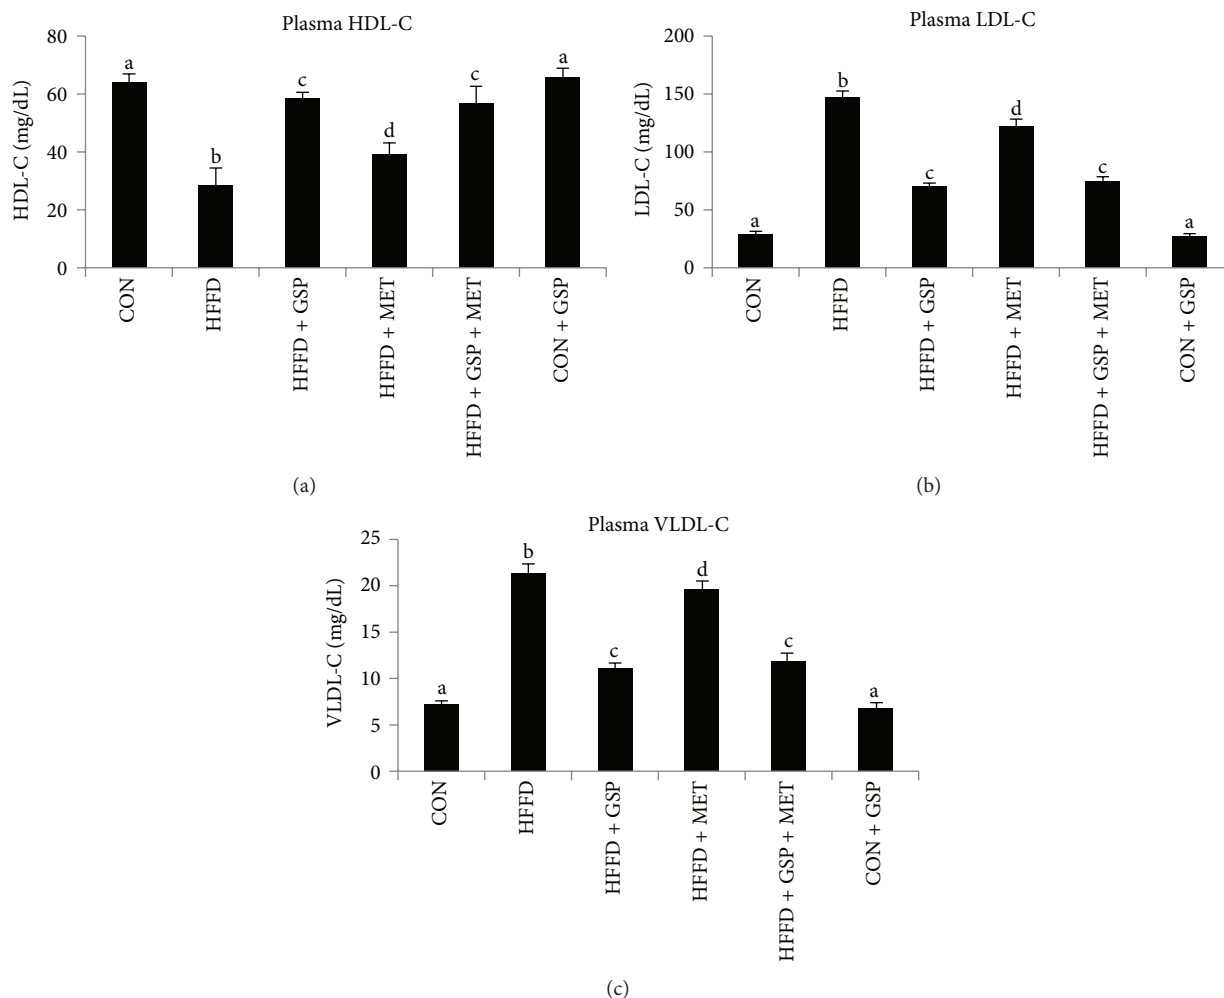 Plasma HDL-C
HDL-C (mg/dL)
80
60
40
20
0
a
b
c
d
c
a
CON
HFFD
HFFD + GSP
HFFD + MET
HFFD + GSP + MET
CON + GSP
(a)
Plasma LDL-C
LDL-C (mg/dL)
200
150
100
50
0
a
b
c
d
c
a
CON
HFFD
HFFD + GSP
HFFD + MET
HFFD + GSP + MET
CON + GSP
(b)
Plasma VLDL-C
VLDL-C (mg/dL)
25
20
15
10
5
0
a
b
c
d
c
a
CON
HFFD
HFFD + GSP
HFFD + MET
HFFD + GSP + MET
CON + GSP
(c)